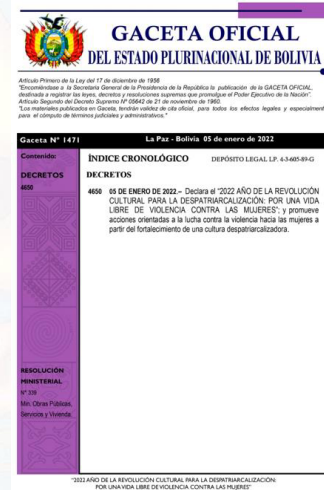 GACETA OFICIAL
DEL ESTADO PLURINACIONAL DE BOLIVIA
Artículo Primero de la Ley del 17 de diciembre de 1956
"Encomiéndase a la Secretaría General de la Presidencia de la República la publicación de la GACETA OFICIAL,
destinada a registrar las leyes, decretos y resoluciones supremas que promulgue el Poder Ejecutivo de la Nación".
Artículo Segundo del Decreto Supremo Nº 05642 de 21 de noviembre de 1960.
"Los materiales publicados en Gaceta, tendrán validez de cita oficial, para todos los efectos legales y especialment
para el cómputo de términos judiciales y administrativos."
Gaceta Nº 1471 La Paz - Bolivia 05 de enero de 2022
Contenido:
DECRETOS
4650
ÍNDICE CRONOLÓGICO DEPÓSITO LEGAL LP. 4-3-605-89-G
DECRETOS
4650 05 DE ENERO DE 2022.– Declara el "2022 AÑO DE LA REVOLUCIÓN
CULTURAL PARA LA DESPATRIARCALIZACIÓN: POR UNA VIDA
LIBRE DE VIOLENCIA CONTRA LAS MUJERES"; y promueve
acciones orientadas a la lucha contra la violencia hacia las mujeres a
partir del fortalecimiento de una cultura despatriarcalizadora.
RESOLUCIÓN
MINISTERIAL
Nº 339
Min. Obras Públicas,
Servicios y Vivienda.
"2022 AÑO DE LA REVOLUCIÓN CULTURAL PARA LA DESPATRIARCALIZACIÓN:
POR UNA VIDA LIBRE DE VIOLENCIA CONTRA LAS MUJERES"